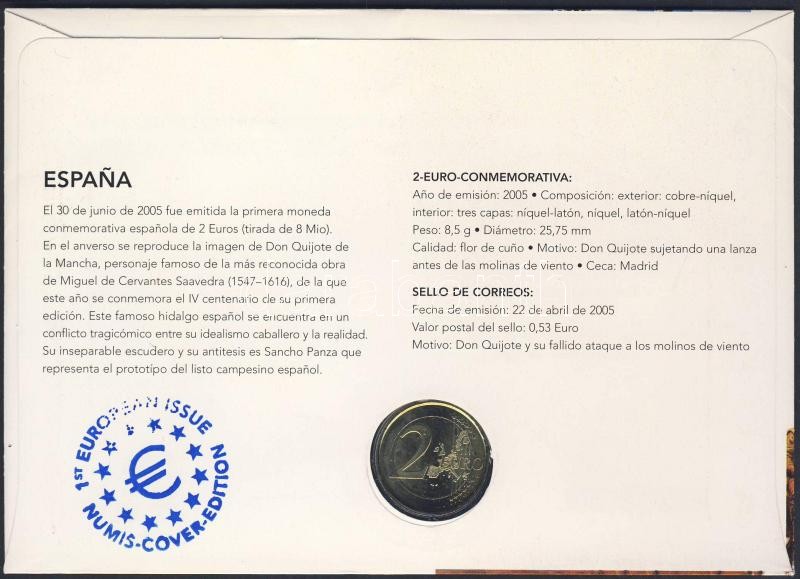 ESPAÑA
El 30 de junio de 2005 fue emitida la primera moneda
conmemorativa española de 2 Euros (tirada de 8 Mio).
En el anverso se reproduce la imagen de Don Quijote de
la Mancha, personaje famoso de la más reconocida obra
de Miguel de Cervantes Saavedra (1547–1616), de la que
este año se conmemora el IV centenario de su primera
edición. Este famoso hidalgo español se encuentra en un
conflicto tragicómico entre su idealismo caballero y la realidad.
Su inseparable escudero y su antitesis es Sancho Panza que
representa el prototipo del listo campesino español.
2-EURO-CONMEMORATIVA:
Año de emisión: 2005 • Composición: exterior: cobre-níquel,
interior: tres capas: níquel-latón, níquel, latón-níquel
Peso: 8,5 g • Diámetro: 25,75 mm
Calidad: flor de cuño • Motivo: Don Quijote sujetando una lanza
antes de las molinas de viento • Ceca: Madrid
SELLO DE CORREOS:
Fecha de emisión: 22 de abril de 2005
Valor postal del sello: 0,53 Euro
Motivo: Don Quijote y su fallido ataque a los molinos de viento
1ST EUROPEAN ISSUE
€
NUMIS-COVER-EDITION
2 EURO